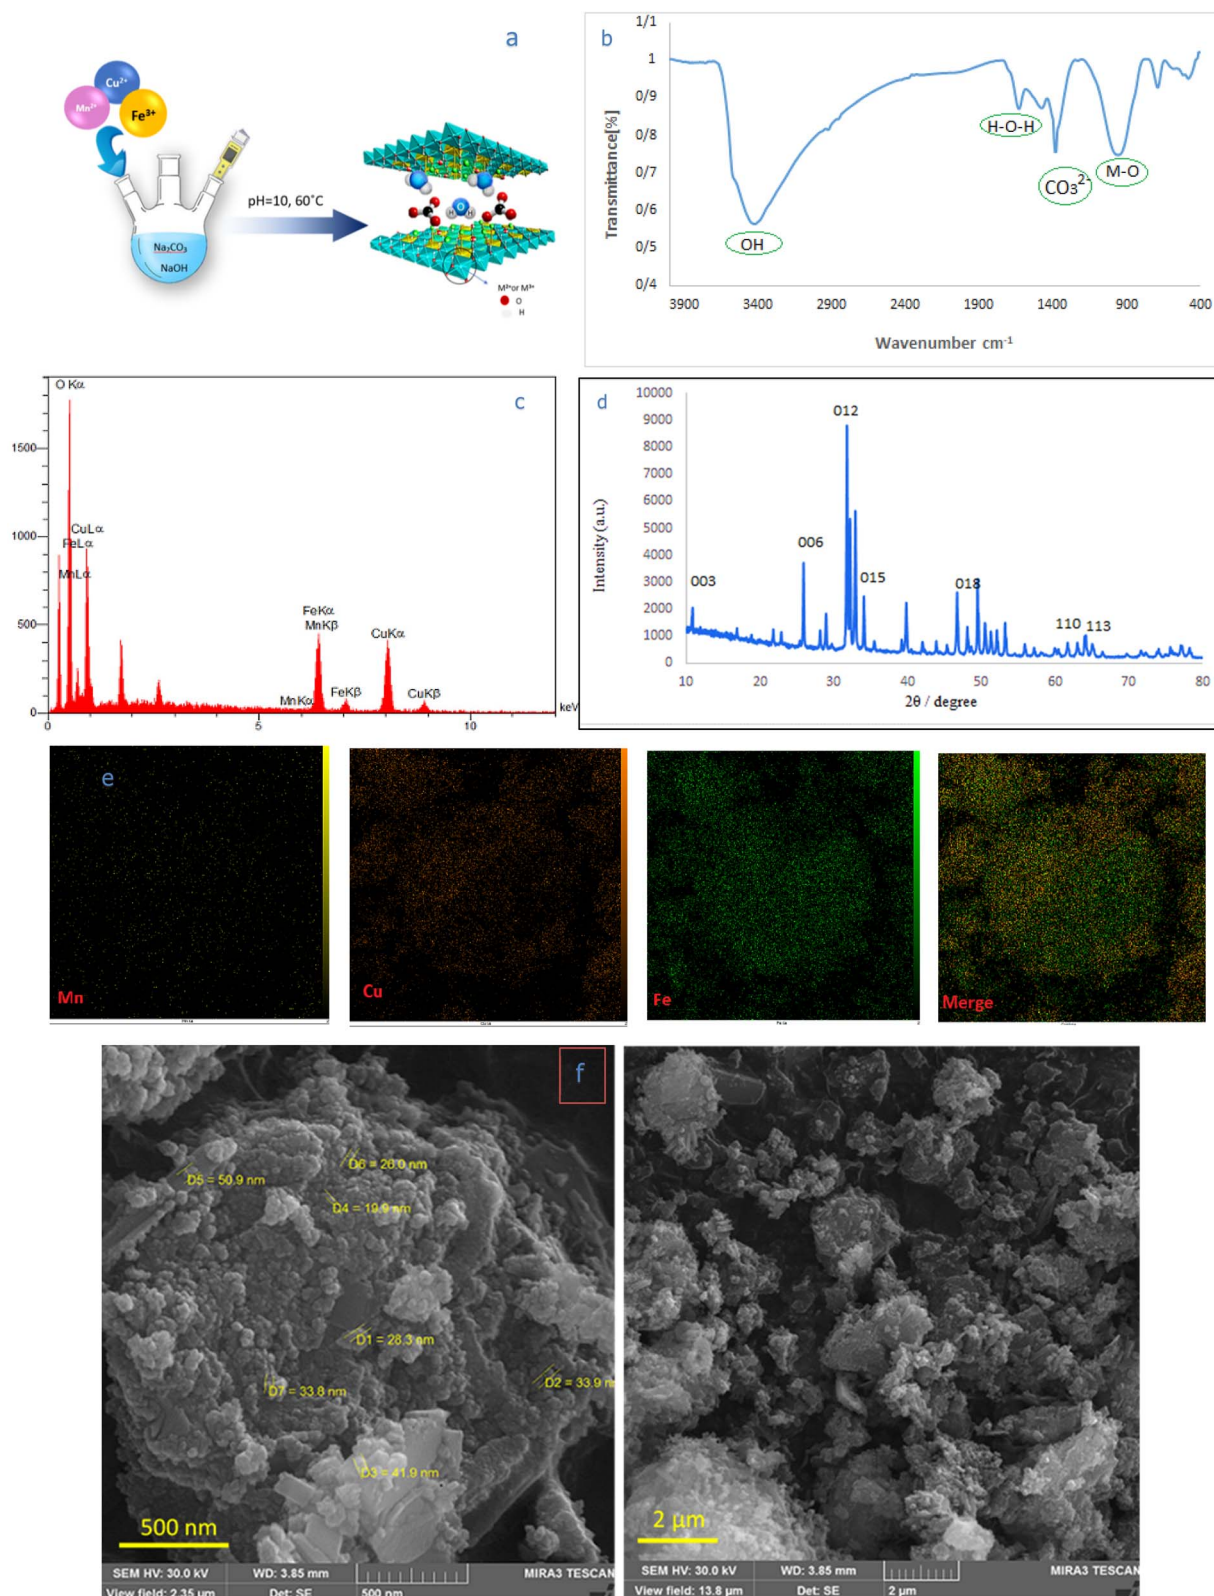 a
Cu²⁺
Mn²⁺
Fe³⁺
pH=10, 60˚C
Na₂CO₃
NaOH
O
H
H
M²⁺or M³⁺
O
H
b
1/1
1
0/9
0/8
0/7
0/6
0/5
0/4
Transmittance[%]
OH
H-O-H
CO₃²⁻
M-O
3900
3400
2900
2400
1900
1400
900
400
Wavenumber cm⁻¹
c
O Kα
1500
1000
500
0
CuLα
FeLα
MnLα
FeKα
MnKβ
MnKα
FeKβ
CuKα
CuKβ
0
5
10
keV
d
10000
9000
8000
7000
6000
5000
4000
3000
2000
1000
0
Intensity (a.u.)
003
006
012
015
018
110
113
10
20
30
40
50
60
70
80
2θ / degree
e
Mn
Cu
Fe
Merge
f
D6 = 26.0 nm
D5 = 50.9 nm
D4 = 19.9 nm
D1 = 28.3 nm
D2 = 33.9 nm
D7 = 33.8 nm
D3 = 41.9 nm
500 nm
SEM HV: 30.0 kV
WD: 3.85 mm
MIRA3 TESCAN
View field: 2.35 µm
Det: SE
500 nm
2 µm
SEM HV: 30.0 kV
WD: 3.85 mm
MIRA3 TESCAN
View field: 13.8 µm
Det: SE
2 µm